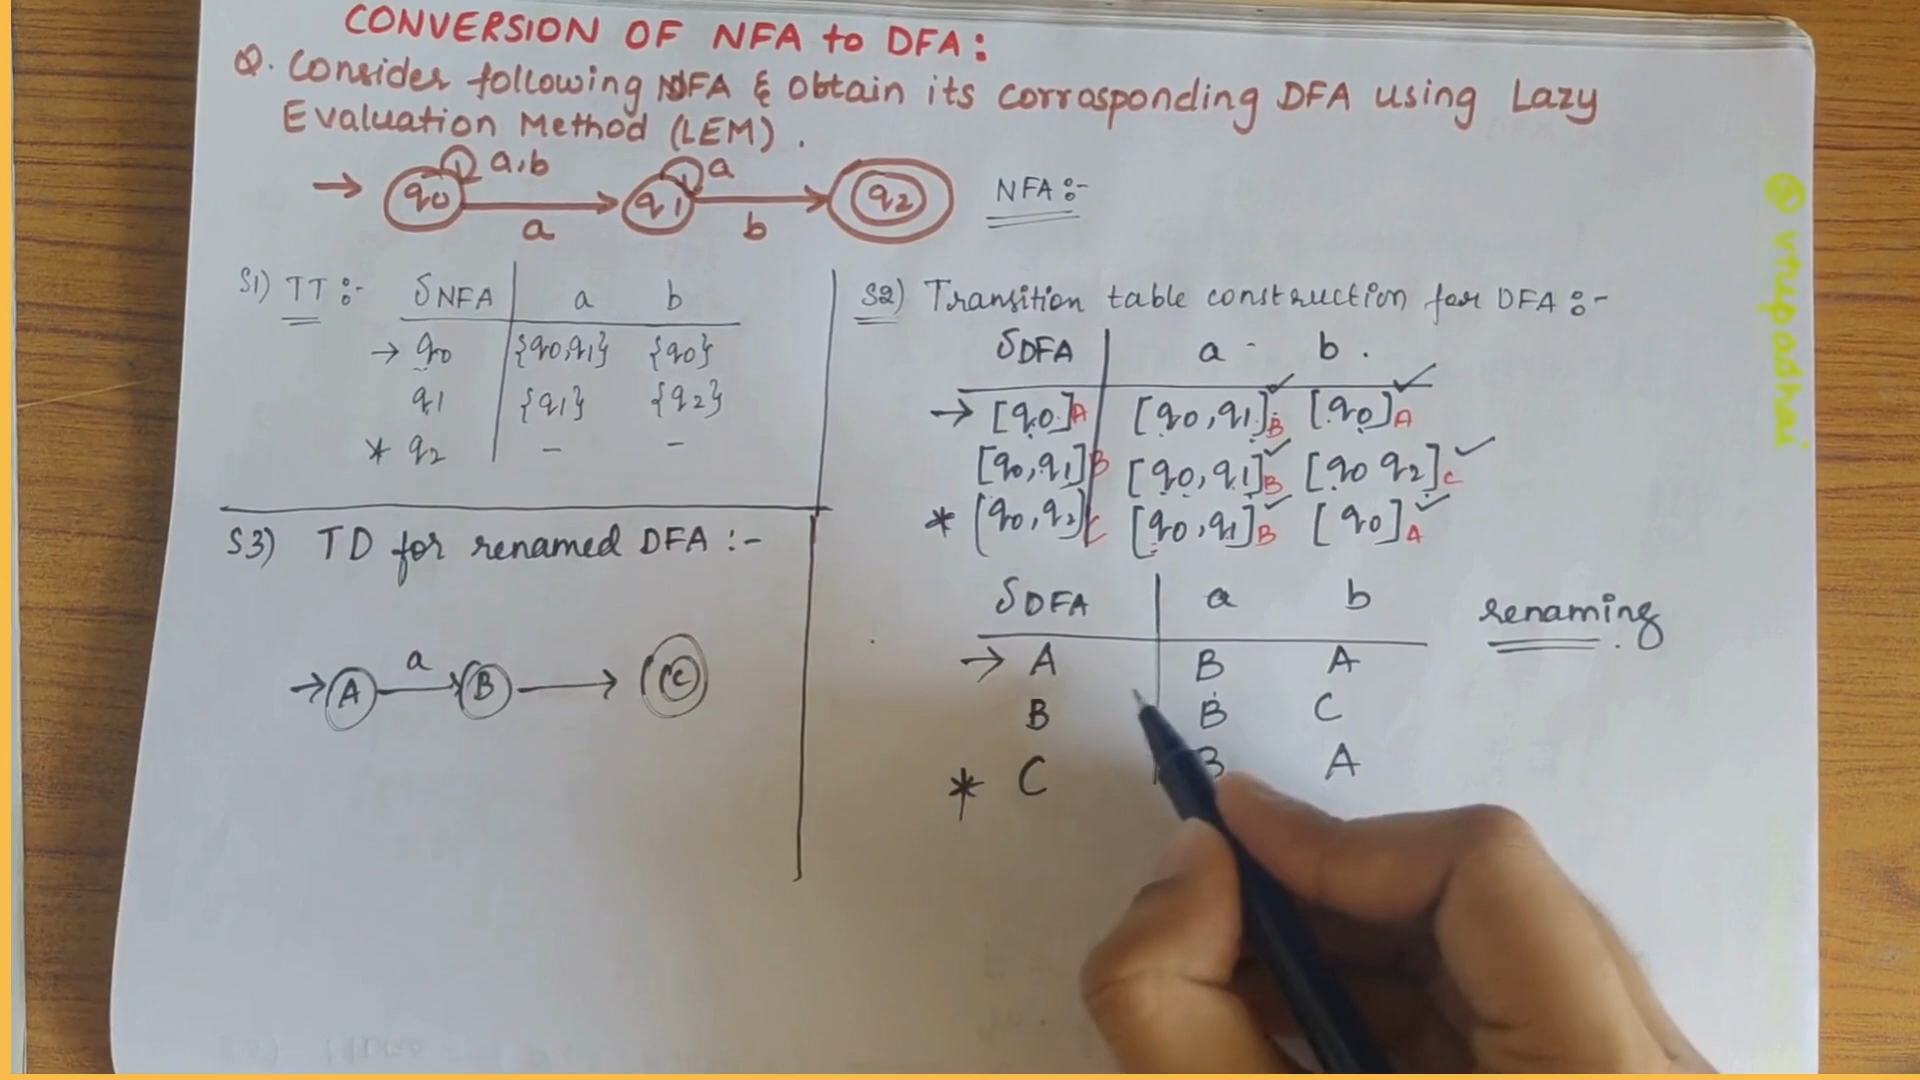 CONVERSION OF NFA to DFA:
Q. Consider following NFA & obtain its corrosponding DFA using Lazy
Evaluation Method (LEM).
→ q0 a,b a q1 a b q2 NFA:-
S1) TT:- δNFA a b
→ q0 {q0,q1} {q0}
q1 {q1} {q2}
* q2 - -
S2) Transition table construction for DFA:-
δDFA a b
→ [q0]A [q0,q1]B [q0]A
[q0,q1]B [q0,q1]B [q0 q2]C
* [q0,q2]C [q0,q1]B [q0]A
δDFA a b renaming
→ A B A
B B C
* C B A
S3) TD for renamed DFA:-
→ A a B → C
@vtupadhai